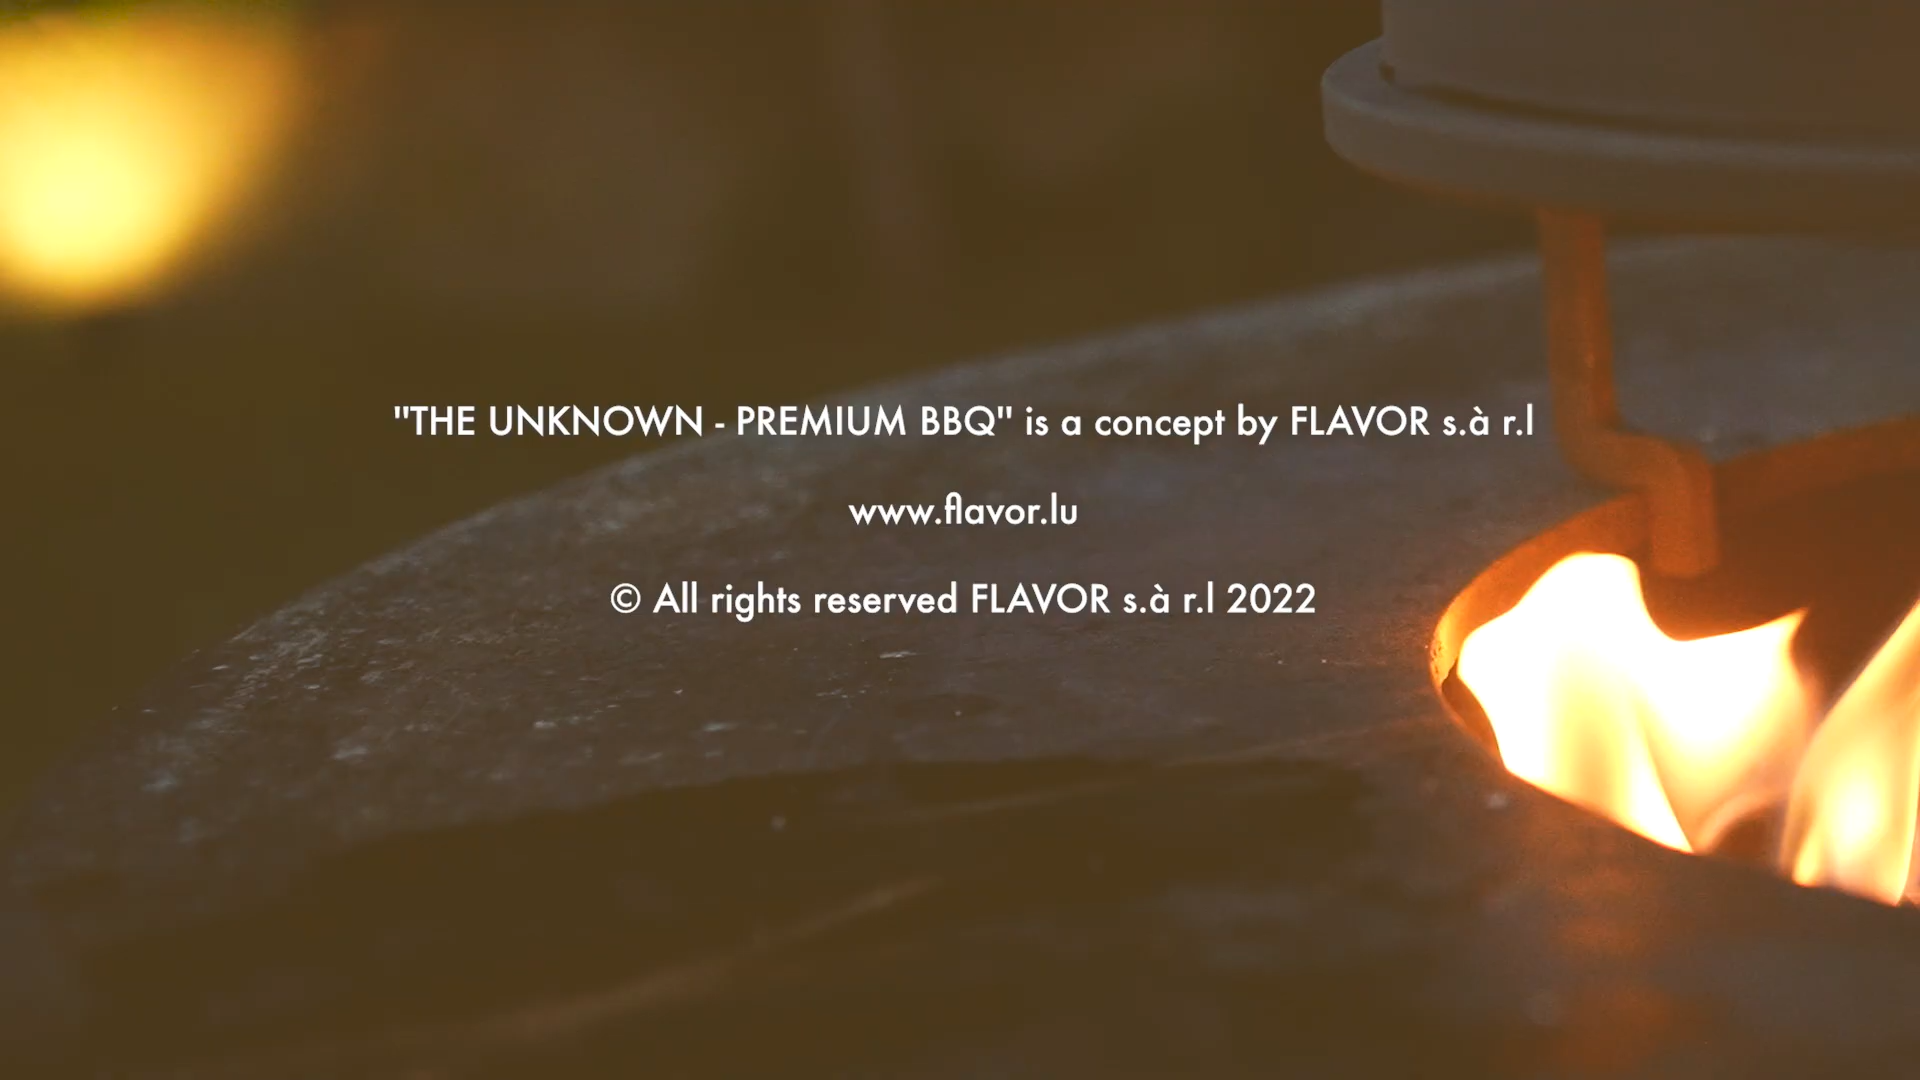 "THE UNKNOWN - PREMIUM BBQ" is a concept by FLAVOR s.à r.l
www.flavor.lu
© All rights reserved FLAVOR s.à r.l 2022